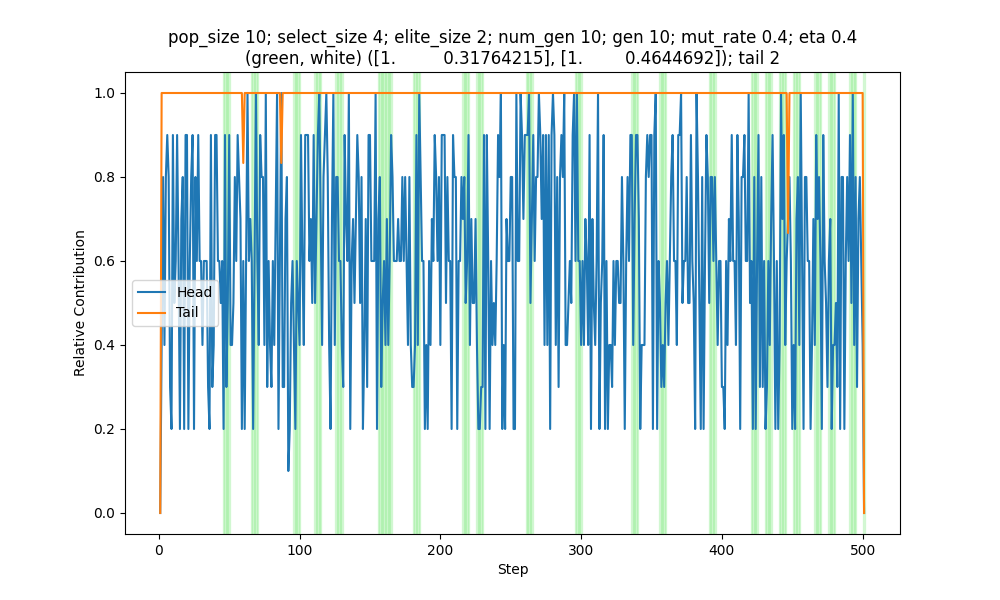 pop_size 10; select_size 4; elite_size 2; num_gen 10; gen 10; mut_rate 0.4; eta 0.4
(green, white) ([1. 0.31764215], [1. 0.4644692]); tail 2
1.0
0.8
0.6
0.4
0.2
0.0
Relative Contribution
Head
Tail
0 100 200 300 400 500
Step